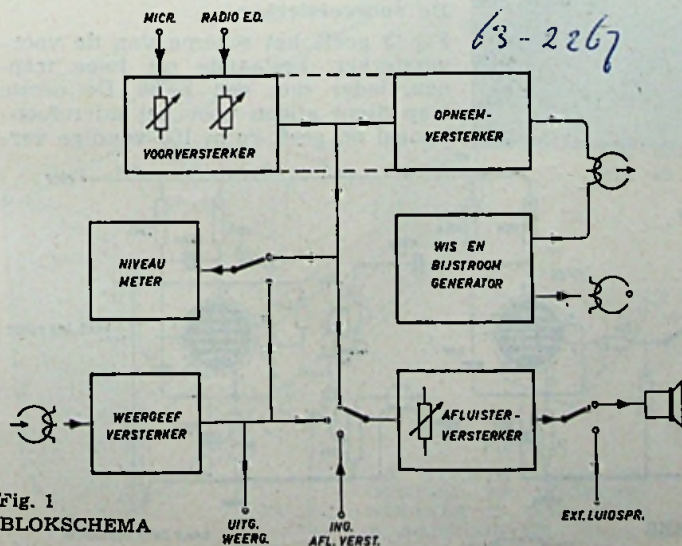 MICR. RADIO E.D.
63-2267
VOORVERSTERKER
OPNEEM-
VERSTERKER
NIVEAU
METER
WIS EN
BIJSTROOM
GENERATOR
WEERGEEF
VERSTERKER
AFLUISTER-
VERSTERKER
Fig. 1
BLOKSCHEMA
UITG.
WEERG.
ING.
AFL. VERST.
EXT. LUIDSPR.